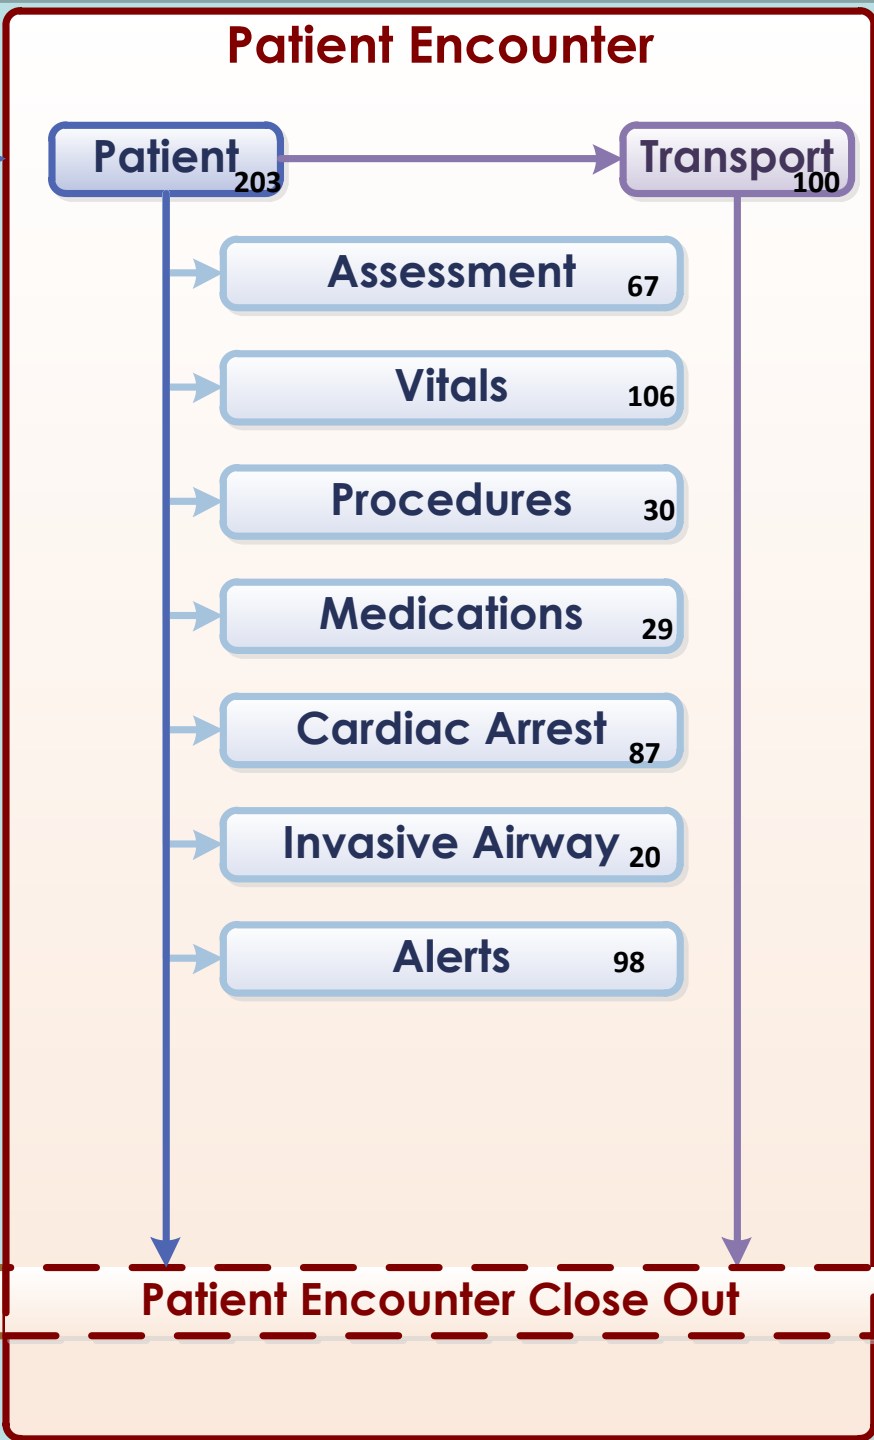 Patient Encounter
Patient
203
Transport
100
Assessment 67
Vitals 106
Procedures 30
Medications 29
Cardiac Arrest 87
Invasive Airway 20
Alerts 98
Patient Encounter Close Out